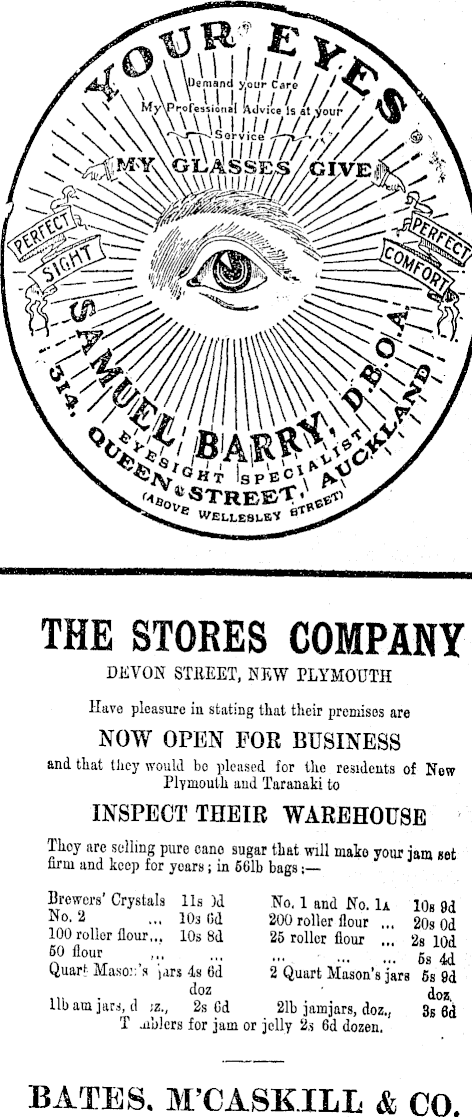 YOUR EYES
Demand your Care
My Professional Advice is at your
Service
MY GLASSES GIVE
PERFECT
SIGHT
PERFECT
COMFORT
SAMUEL BARRY, D.B.O.A
EYESIGHT SPECIALIST
314, QUEEN STREET, AUCKLAND
(ABOVE WELLESLEY STREET)
THE STORES COMPANY
DEVON STREET, NEW PLYMOUTH
Have pleasure in stating that their premises are
NOW OPEN FOR BUSINESS
and that they would be pleased for the residents of New
Plymouth and Taranaki to
INSPECT THEIR WAREHOUSE
They are selling pure cane sugar that will make your jam set
firm and keep for years; in 56lb bags:—
Brewers' Crystals 11s No. 1 and No. 1A 10s 9d
No. 2 ... 10s 6d 200 roller flour ... 20s 0d
100 roller flour... 10s 8d 25 roller flour ... 2s 10d
50 flour ... ... ... ... ... 5s 4d
Quart Mason's jars 4s 6d 2 Quart Mason's jars 5s 9d
doz doz.
1lb jars, 2s 6d 2lb jamjars, doz., 3s 6d
for jam or jelly 2s 6d dozen.
BATES, M'CASKILL & CO.